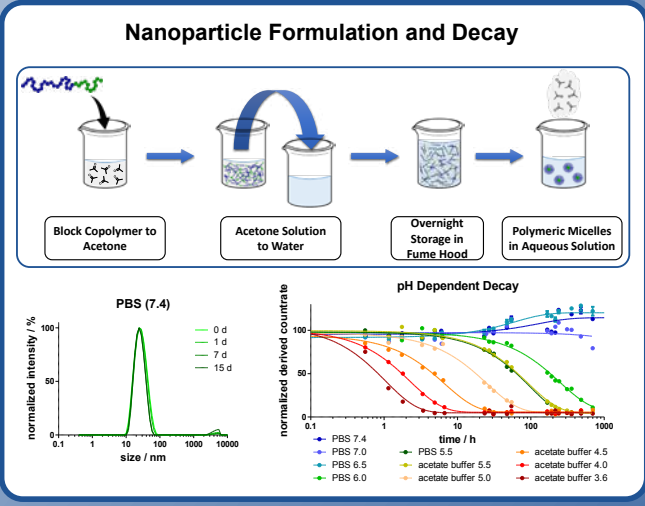 Nanoparticle Formulation and Decay
Block Copolymer to
Acetone
Acetone Solution
to Water
Overnight
Storage in
Fume Hood
Polymeric Micelles
in Aqueous Solution
PBS (7.4)
normalized intensity / %
100
50
0
0.1 1 10 100 1000 10000
size / nm
0 d
1 d
7 d
15 d
pH Dependent Decay
normalized derived countrate
100
50
0
0.1 1 10 100 1000
time / h
PBS 7.4
PBS 7.0
PBS 6.5
PBS 6.0
PBS 5.5
acetate buffer 5.5
acetate buffer 5.0
acetate buffer 4.5
acetate buffer 4.0
acetate buffer 3.6